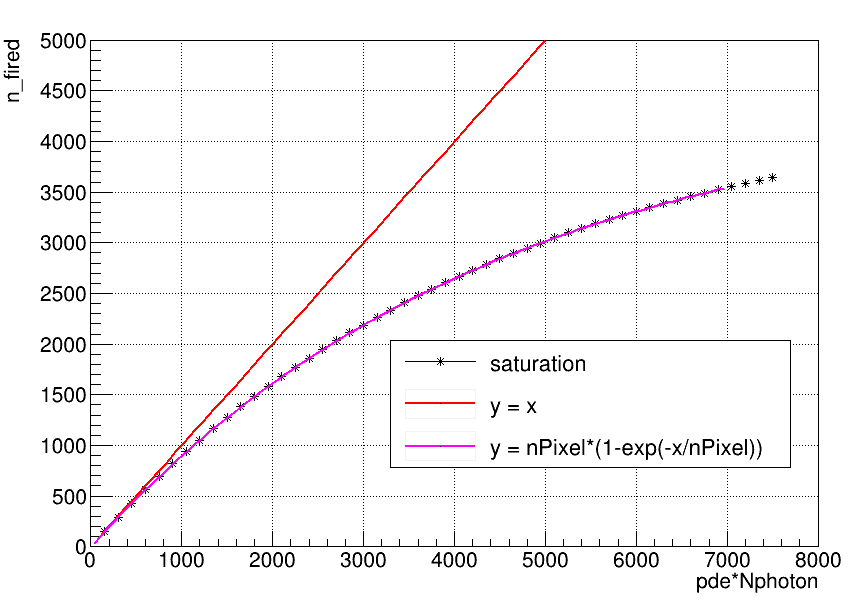 n_fired
5000
4500
4000
3500
3000
2500
2000
1500
1000
500
0
saturation
y = x
y = nPixel*(1-exp(-x/nPixel))
0 1000 2000 3000 4000 5000 6000 7000 8000
pde*Nphoton